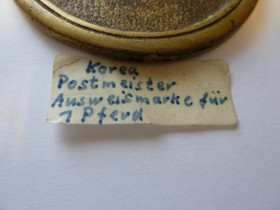 Korea
Postmeister
Ausweismarke für
1 Pferd